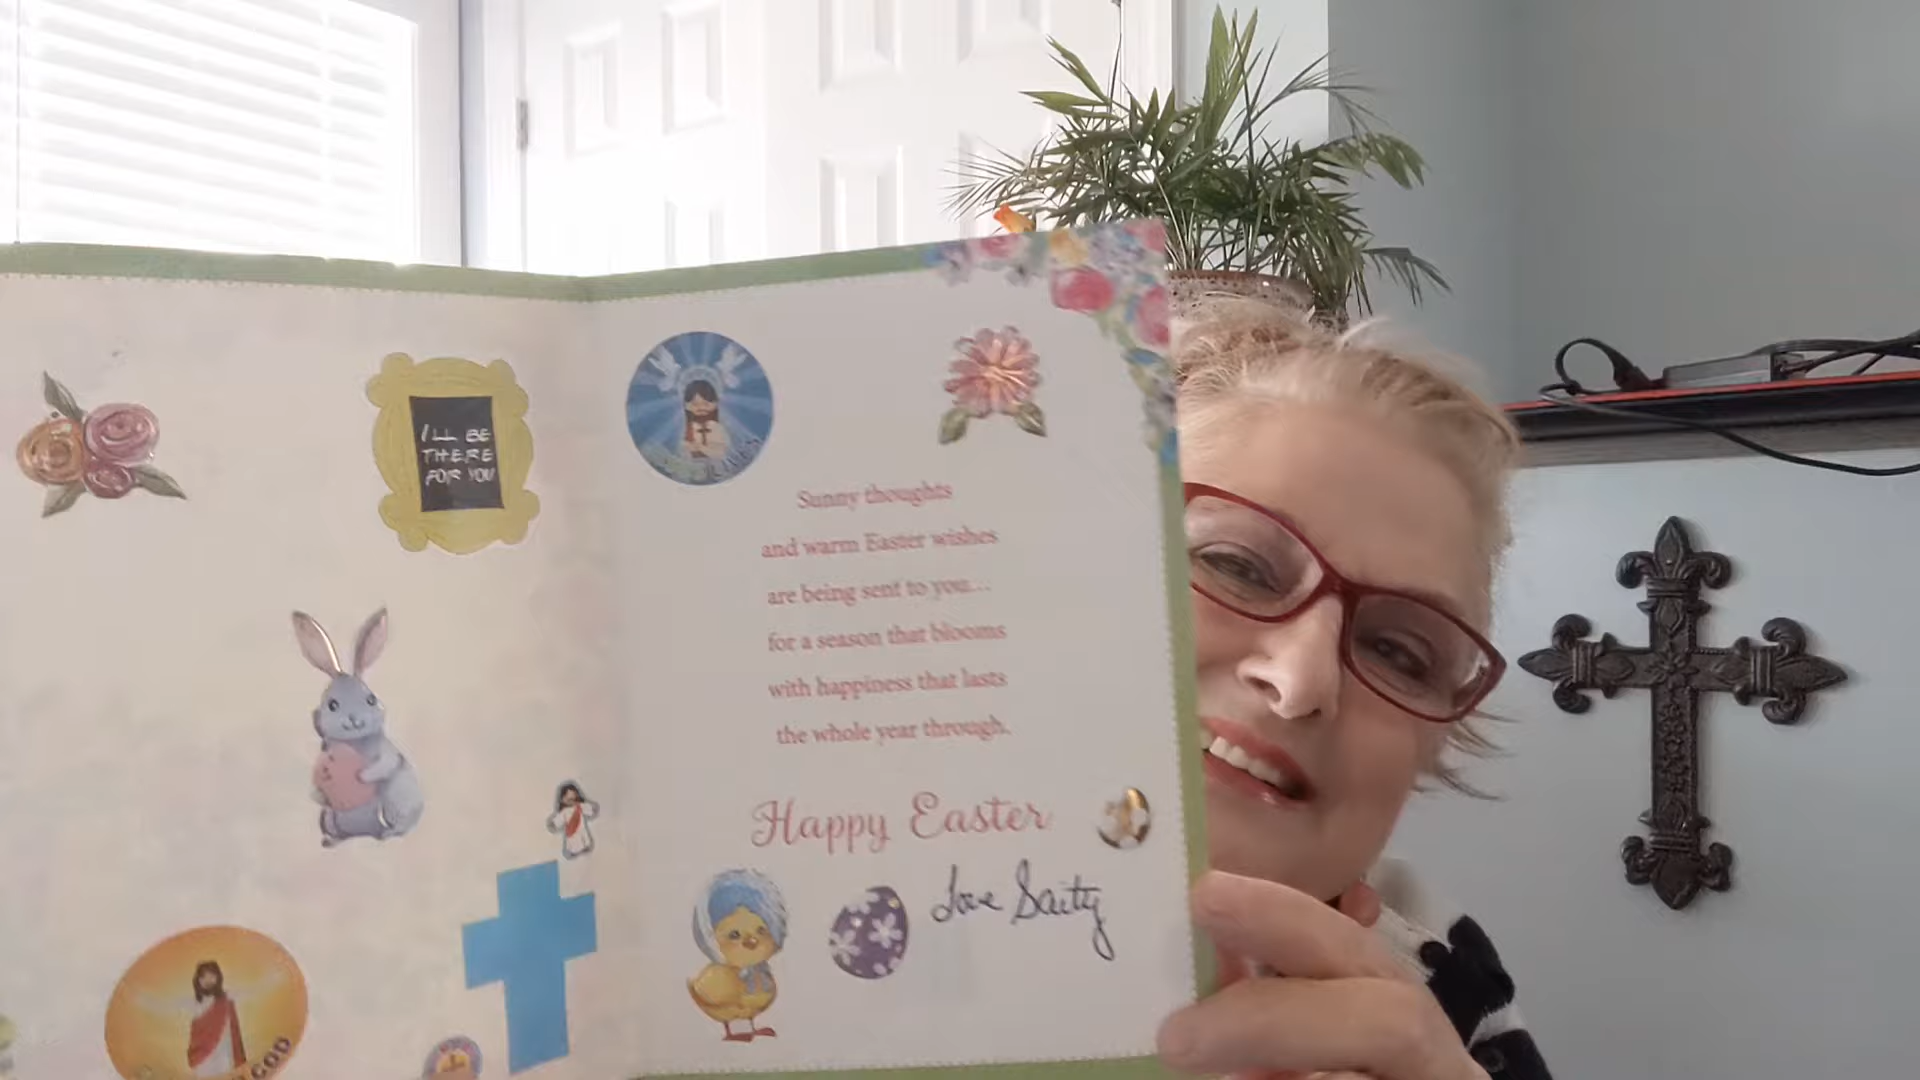 I'LL BE
THERE
FOR YOU
Sunny thoughts
and warm Easter wishes
are being sent to you...
for a season that blooms
with happiness that lasts
the whole year through.
Happy Easter
Love
GOD